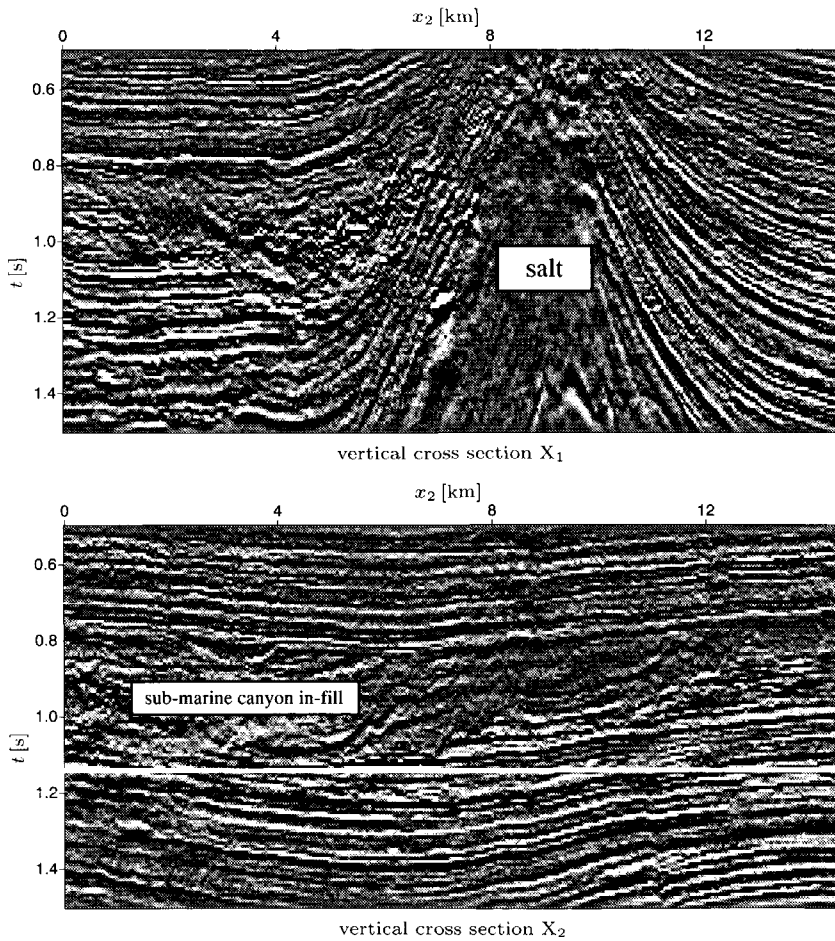 x₂ [km]
0 4 8 12
0.6
0.8
1.0
1.2
1.4
t [s]
salt
vertical cross section X₁
x₂ [km]
0 4 8 12
0.6
0.8
1.0
1.2
1.4
t [s]
sub-marine canyon in-fill
vertical cross section X₂